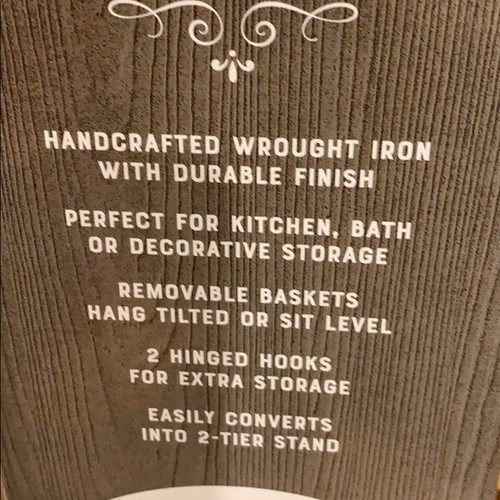 HANDCRAFTED WROUGHT IRON
WITH DURABLE FINISH
PERFECT FOR KITCHEN, BATH
OR DECORATIVE STORAGE
REMOVABLE BASKETS
HANG TILTED OR SIT LEVEL
2 HINGED HOOKS
FOR EXTRA STORAGE
EASILY CONVERTS
INTO 2-TIER STAND